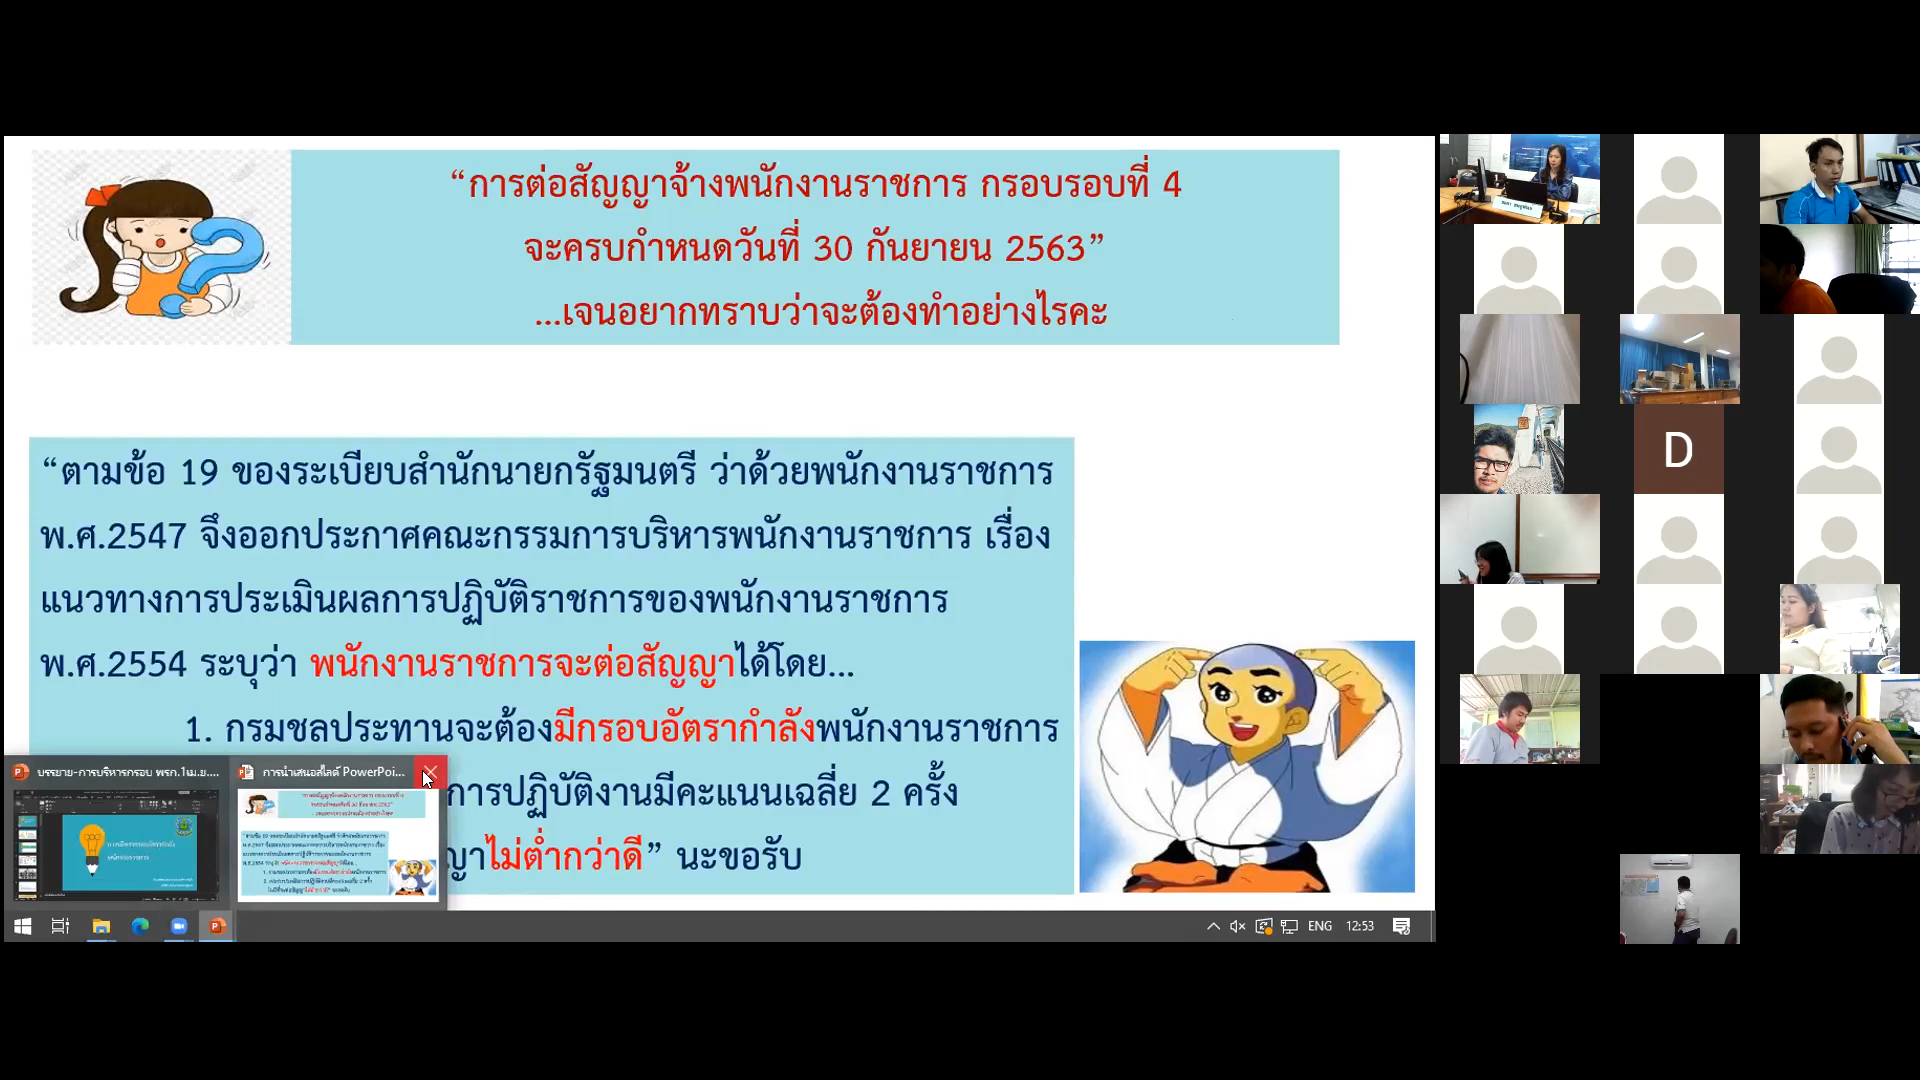 “การต่อสัญญาจ้างพนักงานราชการ กรอบรอบที่ 4
จะครบกำหนดวันที่ 30 กันยายน 2563”
...เจนอยากทราบว่าจะต้องทำอย่างไรคะ
“ตามข้อ 19 ของระเบียบสำนักนายกรัฐมนตรี ว่าด้วยพนักงานราชการ
พ.ศ.2547 จึงออกประกาศคณะกรรมการบริหารพนักงานราชการ เรื่อง
แนวทางการประเมินผลการปฏิบัติราชการของพนักงานราชการ
พ.ศ.2554 ระบุว่า พนักงานราชการจะต่อสัญญาได้โดย...
1. กรมชลประทานจะต้องมีกรอบอัตรากำลังพนักงานราชการ
การปฏิบัติงานมีคะแนนเฉลี่ย 2 ครั้ง
ญาไม่ต่ำกว่าดี” นะขอรับ
บรรยาย-การบริหารกรอบ พรก.1เม.ย....
การนำเสนอสไลด์ PowerPoi...
ENG
12:53
D